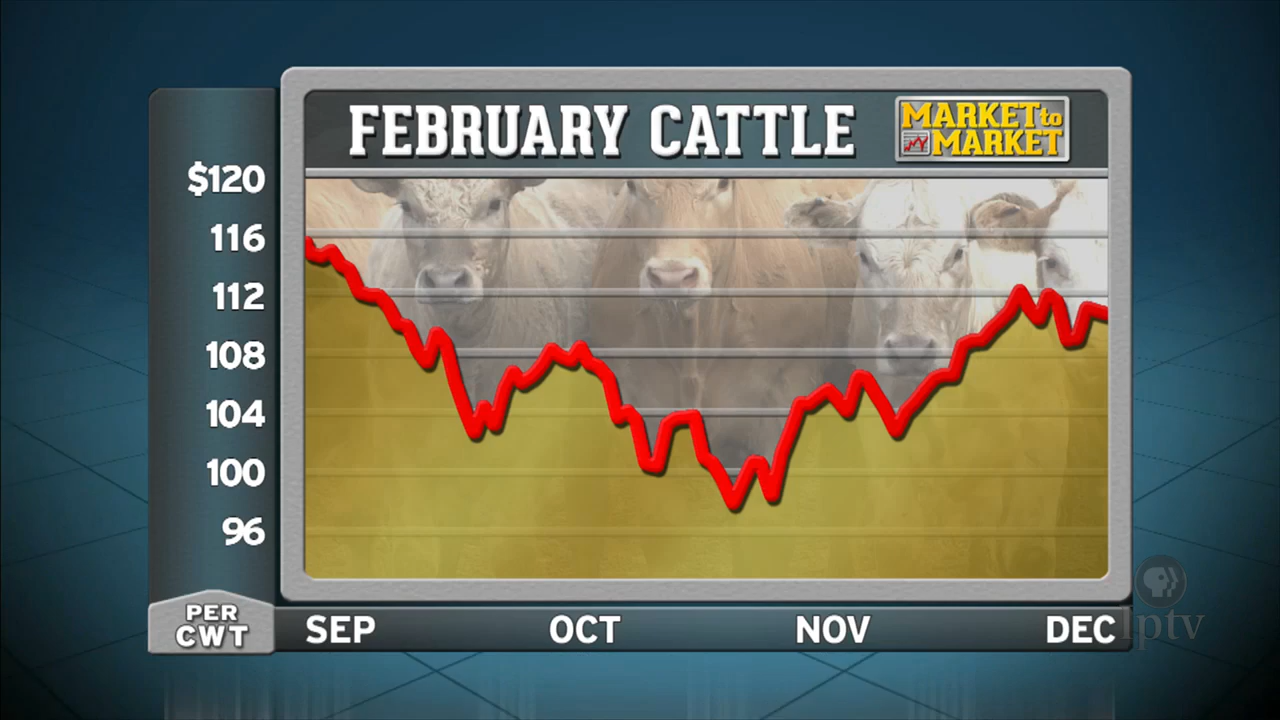 FEBRUARY CATTLE
MARKET to
MARKET
$120
116
112
108
104
100
96
PER
CWT
SEP OCT NOV DEC
iptv